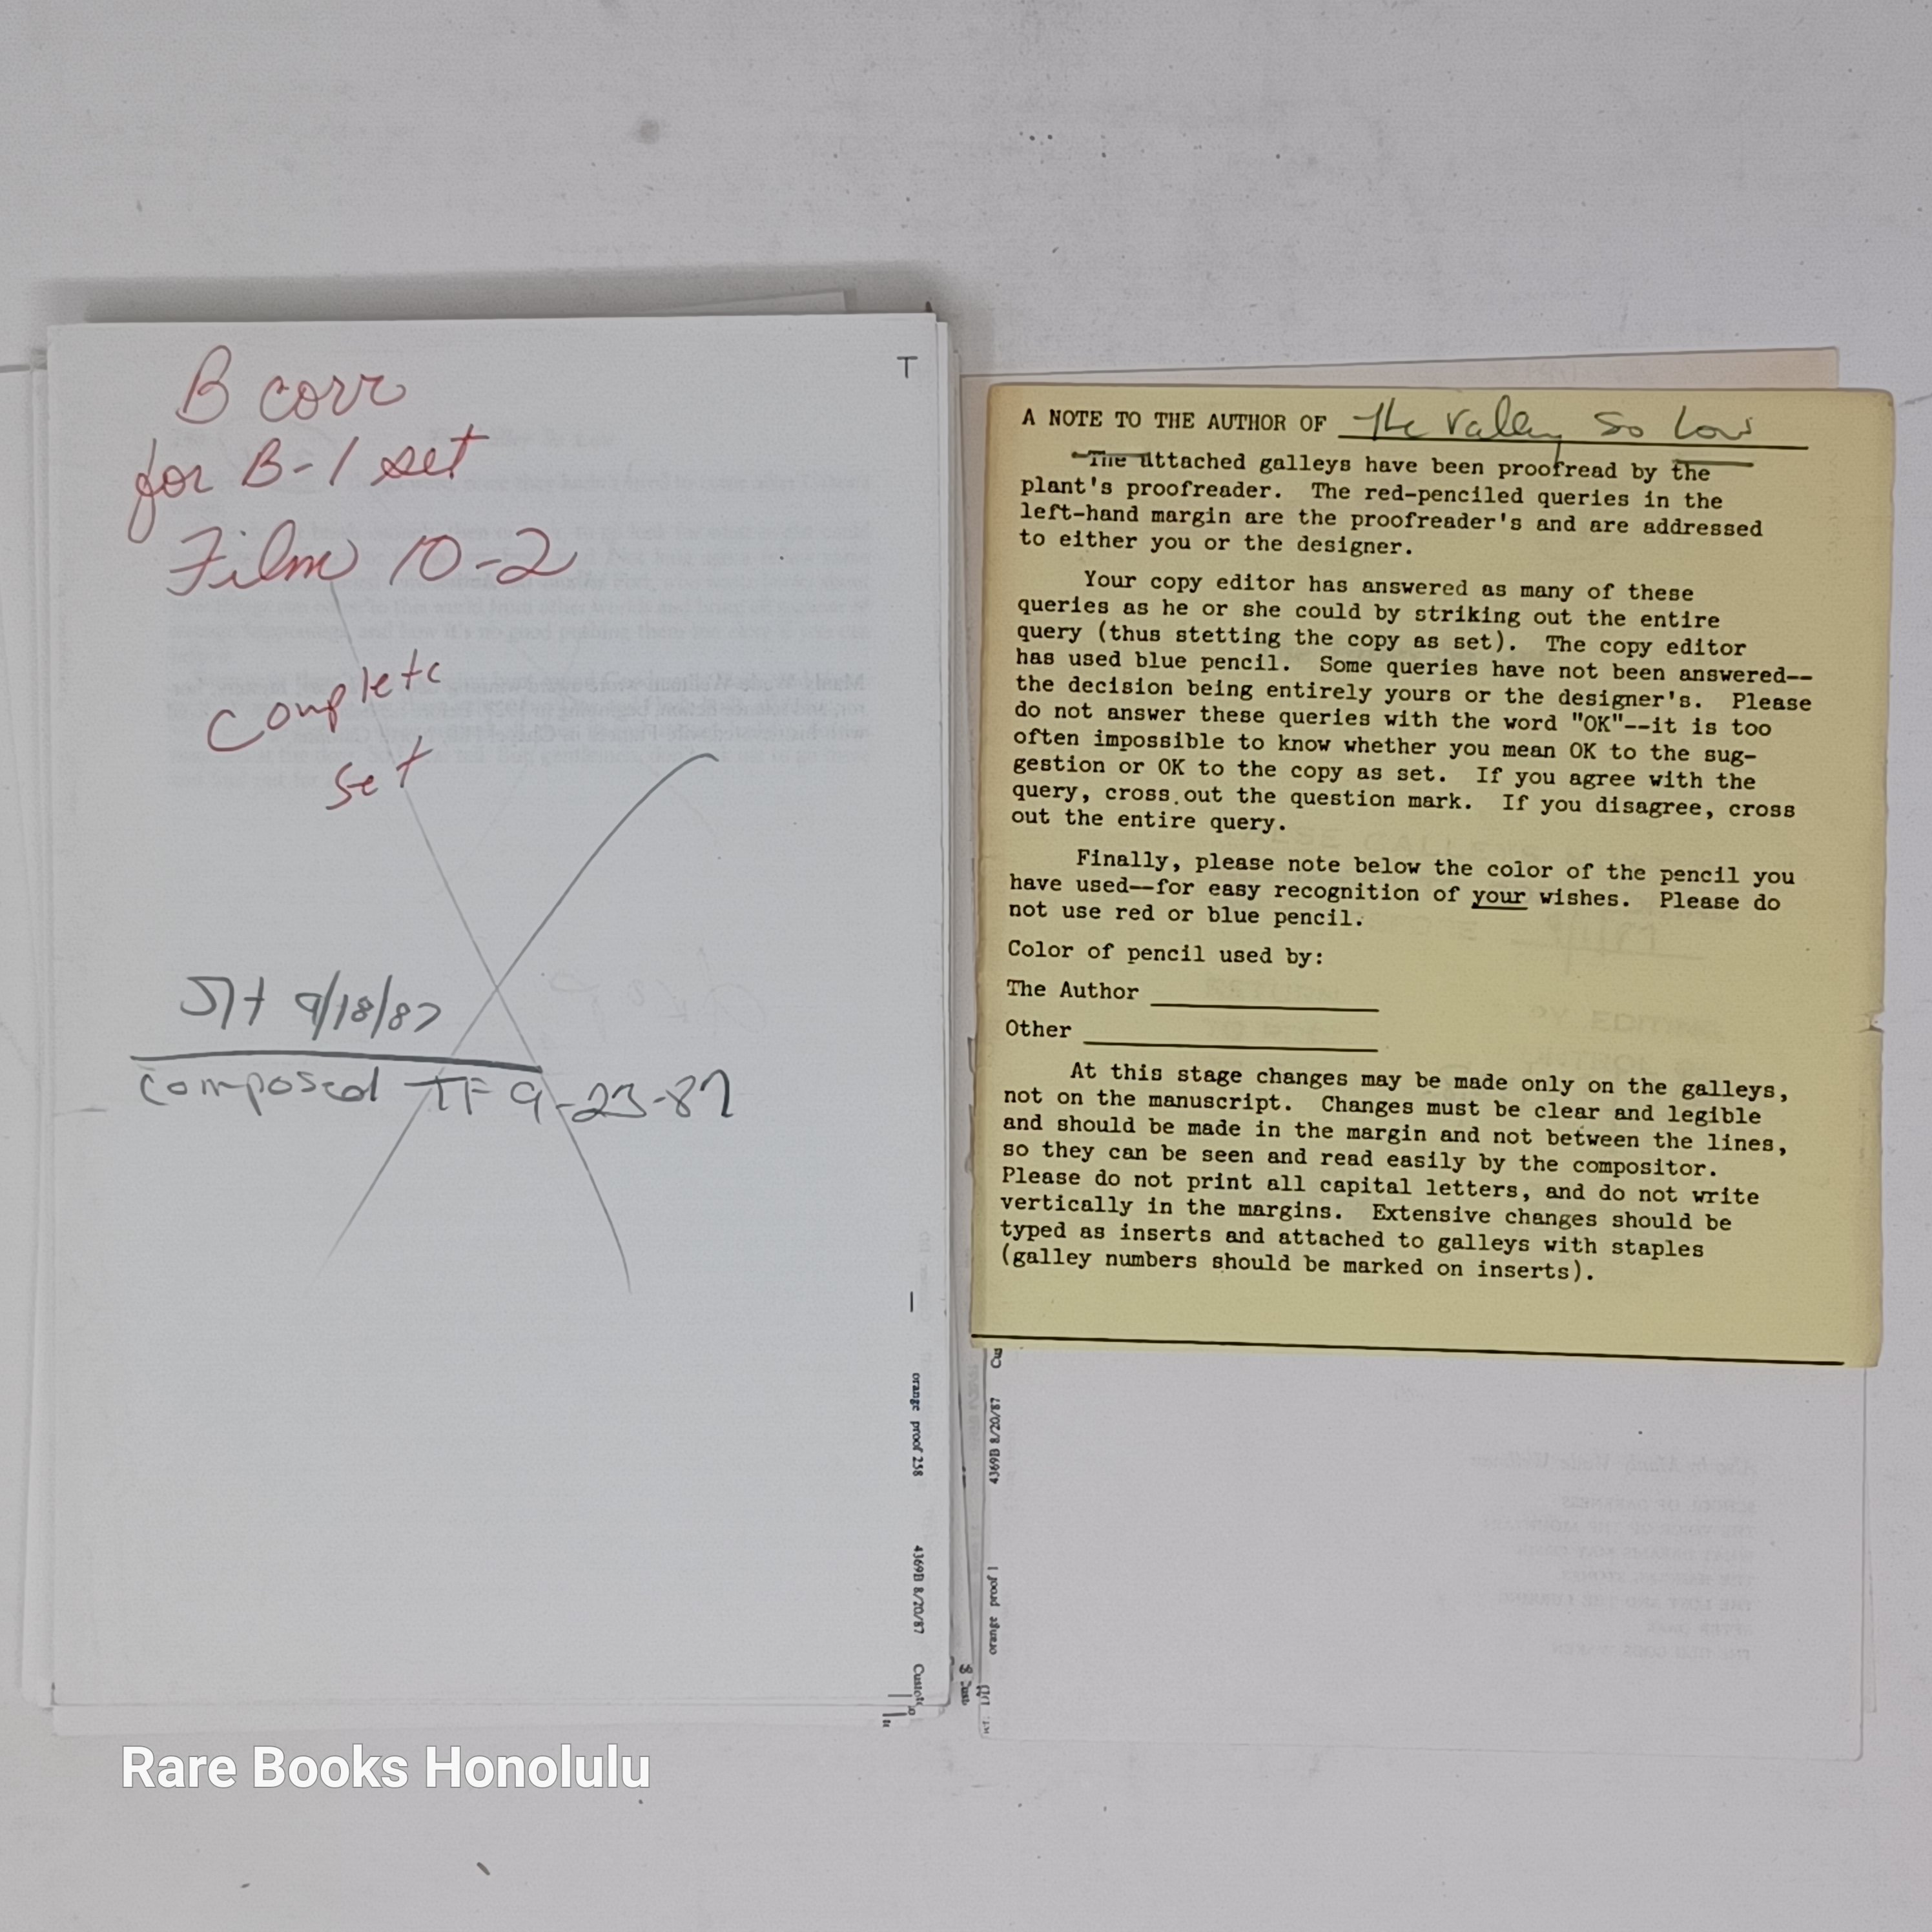 B corr
for B-1 set
Film 10-2
Complete
set
9/18/87
composed TF 9-23-87
T
orange proof 258 4369B 8/20/87
A NOTE TO THE AUTHOR OF The Valley So Low
The attached galleys have been proofread by the
plant's proofreader. The red-penciled queries in the
left-hand margin are the proofreader's and are addressed
to either you or the designer.
Your copy editor has answered as many of these
queries as he or she could by striking out the entire
query (thus stetting the copy as set). The copy editor
has used blue pencil. Some queries have not been answered--
the decision being entirely yours or the designer's. Please
do not answer these queries with the word "OK"--it is too
often impossible to know whether you mean OK to the sug-
gestion or OK to the copy as set. If you agree with the
query, cross out the question mark. If you disagree, cross
out the entire query.
Finally, please note below the color of the pencil you
have used--for easy recognition of your wishes. Please do
not use red or blue pencil.
Color of pencil used by:
The Author
Other
At this stage changes may be made only on the galleys,
not on the manuscript. Changes must be clear and legible
and should be made in the margin and not between the lines,
so they can be seen and read easily by the compositor.
Please do not print all capital letters, and do not write
vertically in the margins. Extensive changes should be
typed as inserts and attached to galleys with staples
(galley numbers should be marked on inserts).
orange proof 1 4369B 8/20/87
Rare Books Honolulu